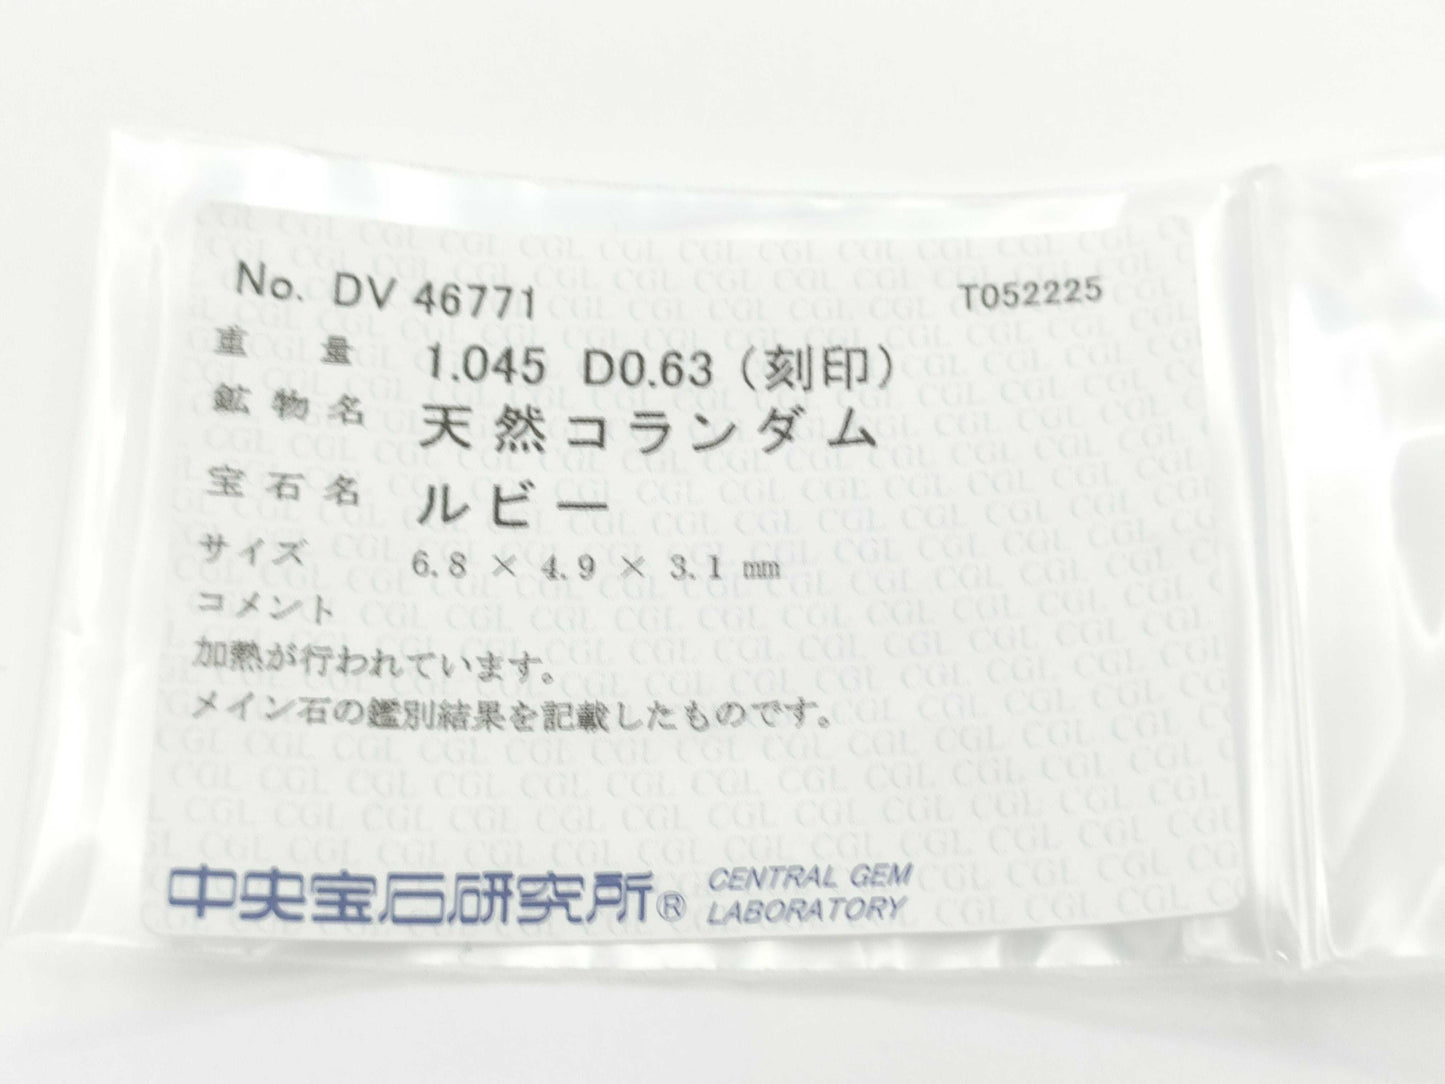 No. DV 46771 T052225
重量 1.045 D0.63（刻印）
鉱物名 天然コランダム
宝石名 ルビー
サイズ 6.8 × 4.9 × 3.1 mm
コメント
加熱が行われています。
メイン石の鑑別結果を記載したものです。
中央宝石研究所® CENTRAL GEM
LABORATORY